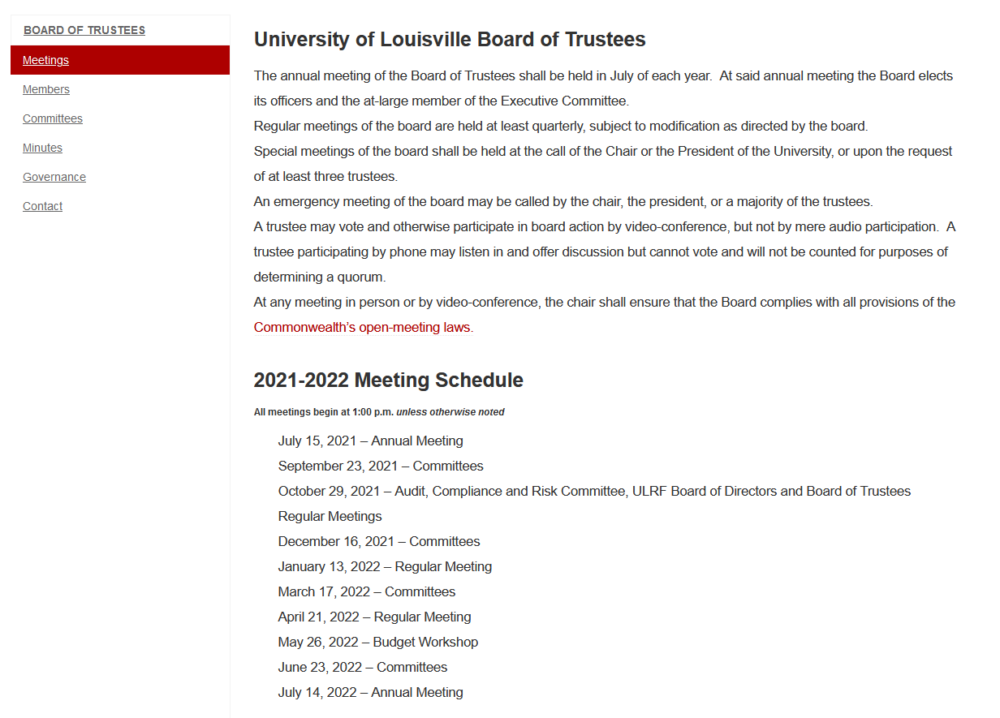 BOARD OF TRUSTEES
Meetings
Members
Committees
Minutes
Governance
Contact
University of Louisville Board of Trustees
The annual meeting of the Board of Trustees shall be held in July of each year.  At said annual meeting the Board elects
its officers and the at-large member of the Executive Committee.
Regular meetings of the board are held at least quarterly, subject to modification as directed by the board.
Special meetings of the board shall be held at the call of the Chair or the President of the University, or upon the request
of at least three trustees.
An emergency meeting of the board may be called by the chair, the president, or a majority of the trustees.
A trustee may vote and otherwise participate in board action by video-conference, but not by mere audio participation.  A
trustee participating by phone may listen in and offer discussion but cannot vote and will not be counted for purposes of
determining a quorum.
At any meeting in person or by video-conference, the chair shall ensure that the Board complies with all provisions of the
Commonwealth’s open-meeting laws.
2021-2022 Meeting Schedule
All meetings begin at 1:00 p.m. unless otherwise noted
July 15, 2021 – Annual Meeting
September 23, 2021 – Committees
October 29, 2021 – Audit, Compliance and Risk Committee, ULRF Board of Directors and Board of Trustees
Regular Meetings
December 16, 2021 – Committees
January 13, 2022 – Regular Meeting
March 17, 2022 – Committees
April 21, 2022 – Regular Meeting
May 26, 2022 – Budget Workshop
June 23, 2022 – Committees
July 14, 2022 – Annual Meeting